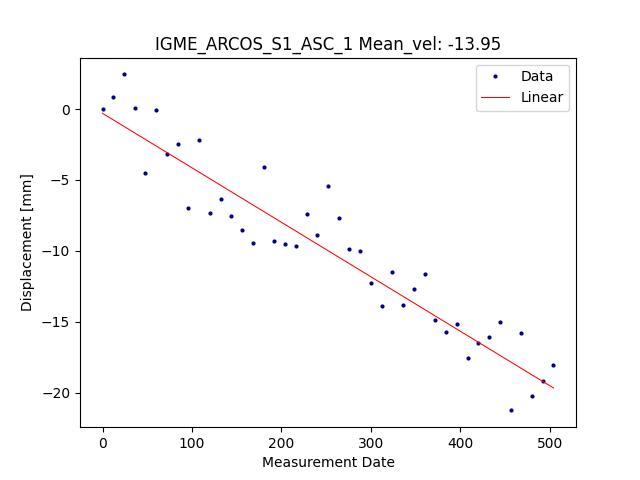 IGME_ARCOS_S1_ASC_1 Mean_vel: -13.95
Data
Linear
0
−5
−10
−15
−20
Displacement [mm]
0 100 200 300 400 500
Measurement Date